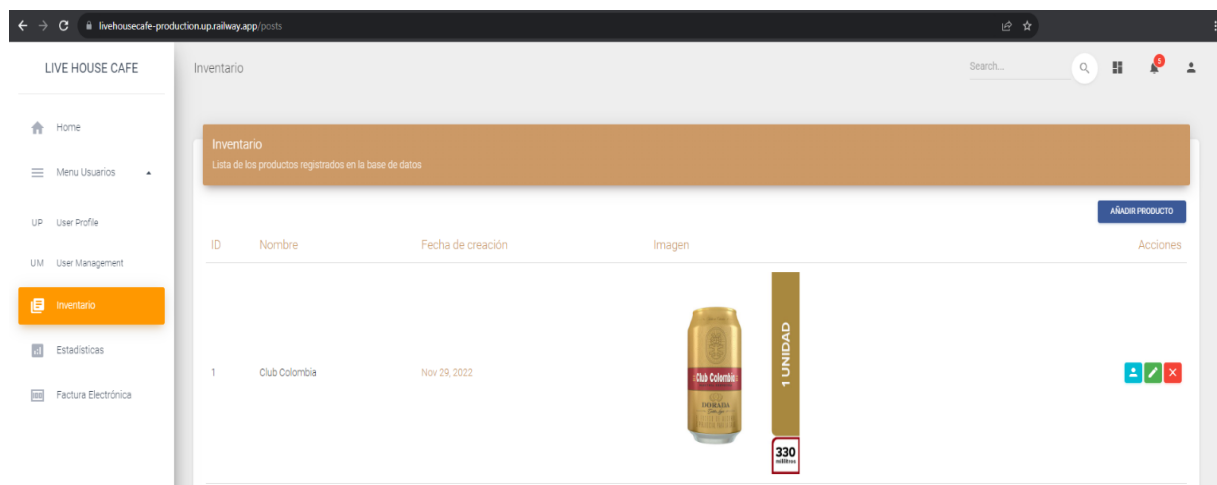 livehousecafe-production.up.railway.app/posts
LIVE HOUSE CAFE
Inventario
Search...
5
Home
Menu Usuarios
UP User Profile
UM User Management
Inventario
Estadísticas
Factura Electrónica
Inventario
Lista de los productos registrados en la base de datos
AÑADIR PRODUCTO
ID Nombre Fecha de creación Imagen Acciones
1 Club Colombia Nov 29, 2022
Club Colombia
DORADA
1 UNIDAD
330
mililitros